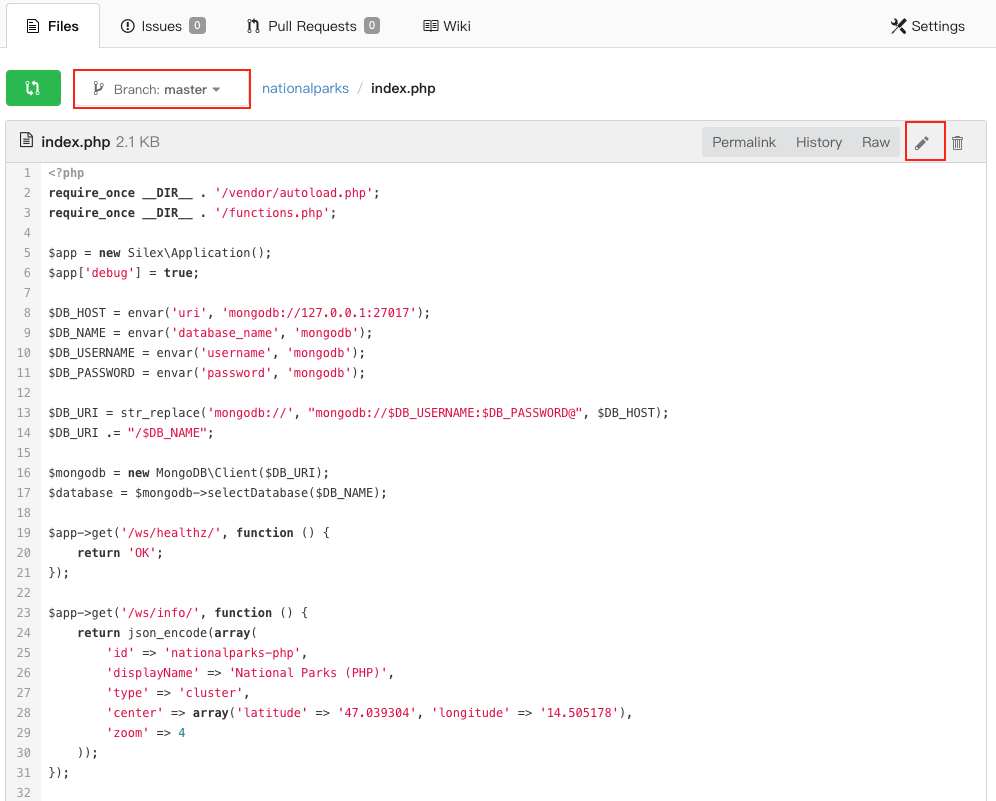 Files Issues 0 Pull Requests 0 Wiki Settings
Branch: master nationalparks / index.php
index.php 2.1 KB Permalink History Raw
1 <?php
2 require_once __DIR__ . '/vendor/autoload.php';
3 require_once __DIR__ . '/functions.php';
4
5 $app = new Silex\Application();
6 $app['debug'] = true;
7
8 $DB_HOST = envar('uri', 'mongodb://127.0.0.1:27017');
9 $DB_NAME = envar('database_name', 'mongodb');
10 $DB_USERNAME = envar('username', 'mongodb');
11 $DB_PASSWORD = envar('password', 'mongodb');
12
13 $DB_URI = str_replace('mongodb://', "mongodb://$DB_USERNAME:$DB_PASSWORD@", $DB_HOST);
14 $DB_URI .= "/$DB_NAME";
15
16 $mongodb = new MongoDB\Client($DB_URI);
17 $database = $mongodb->selectDatabase($DB_NAME);
18
19 $app->get('/ws/healthz/', function () {
20     return 'OK';
21 });
22
23 $app->get('/ws/info/', function () {
24     return json_encode(array(
25         'id' => 'nationalparks-php',
26         'displayName' => 'National Parks (PHP)',
27         'type' => 'cluster',
28         'center' => array('latitude' => '47.039304', 'longitude' => '14.505178'),
29         'zoom' => 4
30     ));
31 });
32